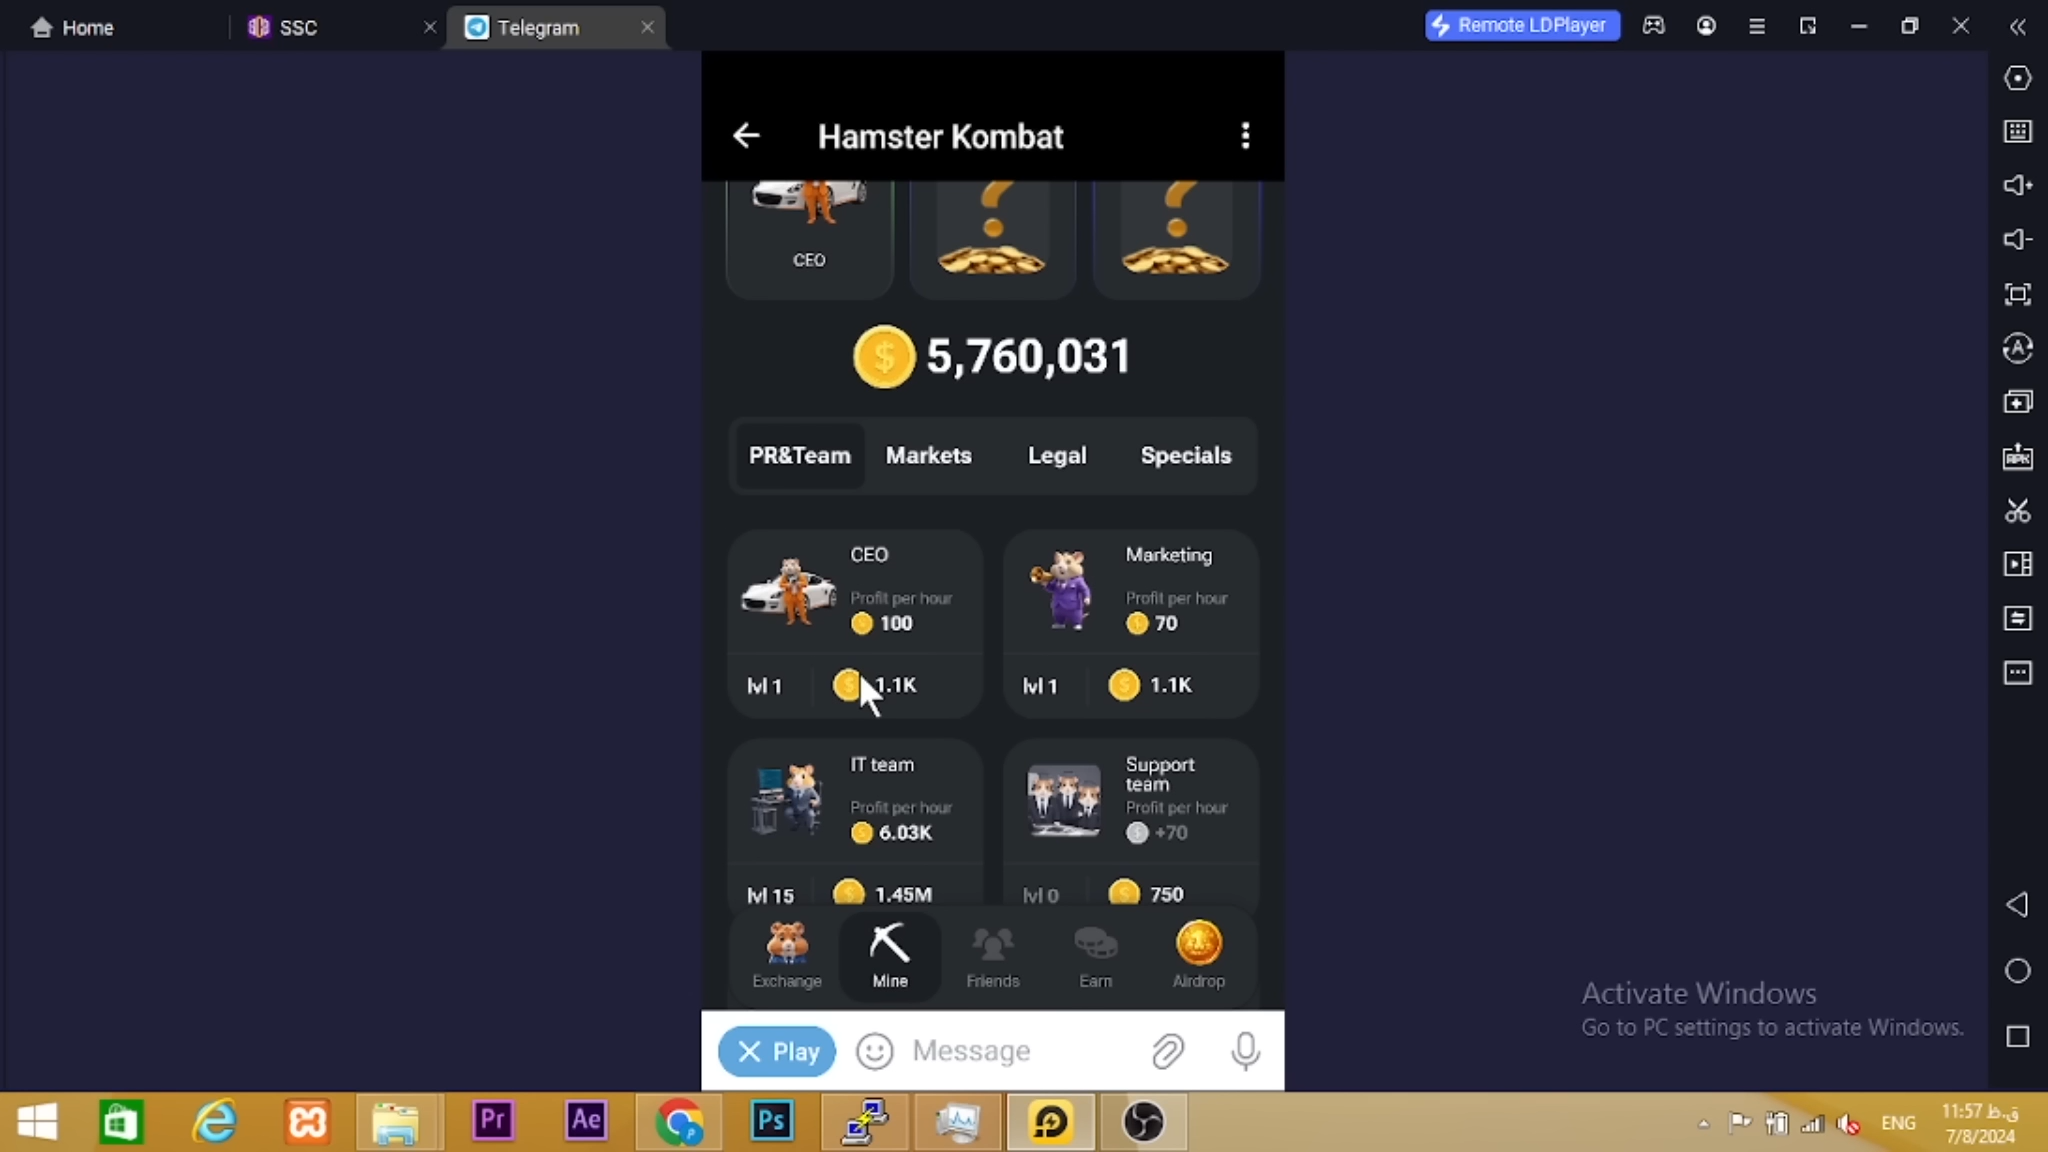 Home
SSC
Telegram
Remote LDPlayer
Hamster Kombat
CEO
5,760,031
PR&Team Markets Legal Specials
CEO
Profit per hour
100
lvl 1 1.1K
Marketing
Profit per hour
70
lvl 1 1.1K
IT team
Profit per hour
6.03K
lvl 15 1.45M
Support
team
Profit per hour
+70
lvl 0 750
Exchange Mine Friends Earn Airdrop
Play Message
Activate Windows
Go to PC settings to activate Windows.
ENG
11:57 ق.ظ
7/8/2024